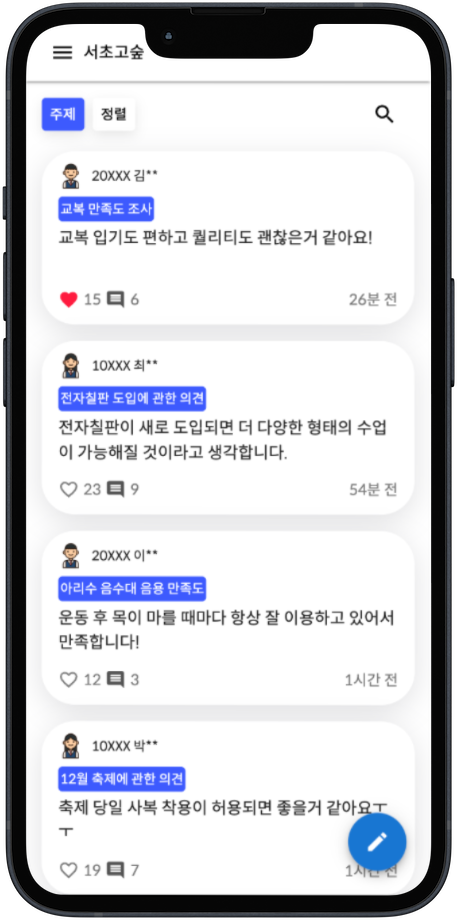 서초고숲
주제 정렬
20XXX 김**
교복 만족도 조사
교복 입기도 편하고 퀄리티도 괜찮은거 같아요!
15 6 26분 전
10XXX 최**
전자칠판 도입에 관한 의견
전자칠판이 새로 도입되면 더 다양한 형태의 수업
이 가능해질 것이라고 생각합니다.
23 9 54분 전
20XXX 이**
아리수 음수대 음용 만족도
운동 후 목이 마를 때마다 항상 잘 이용하고 있어서
만족합니다!
12 3 1시간 전
10XXX 박**
12월 축제에 관한 의견
축제 당일 사복 착용이 허용되면 좋을거 같아요ㅜ
ㅜ
19 7 1시간 전